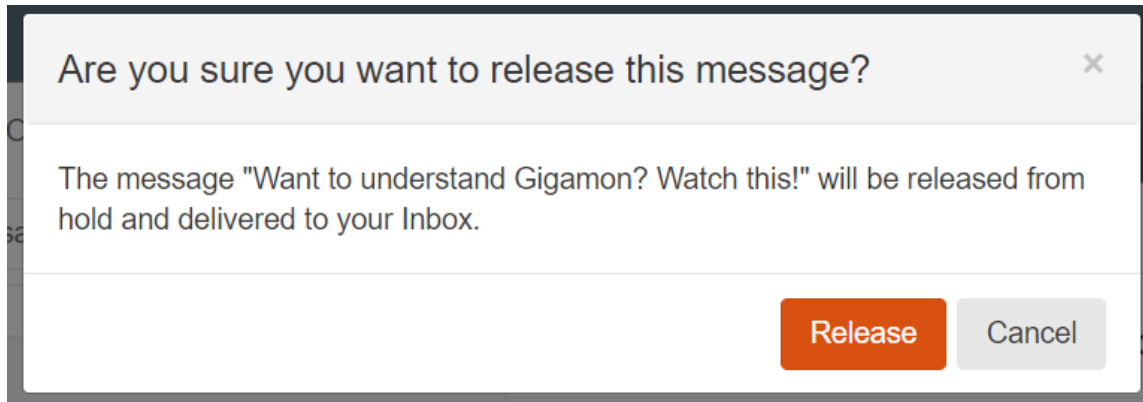 Are you sure you want to release this message?
×
The message "Want to understand Gigamon? Watch this!" will be released from
hold and delivered to your Inbox.
Release
Cancel